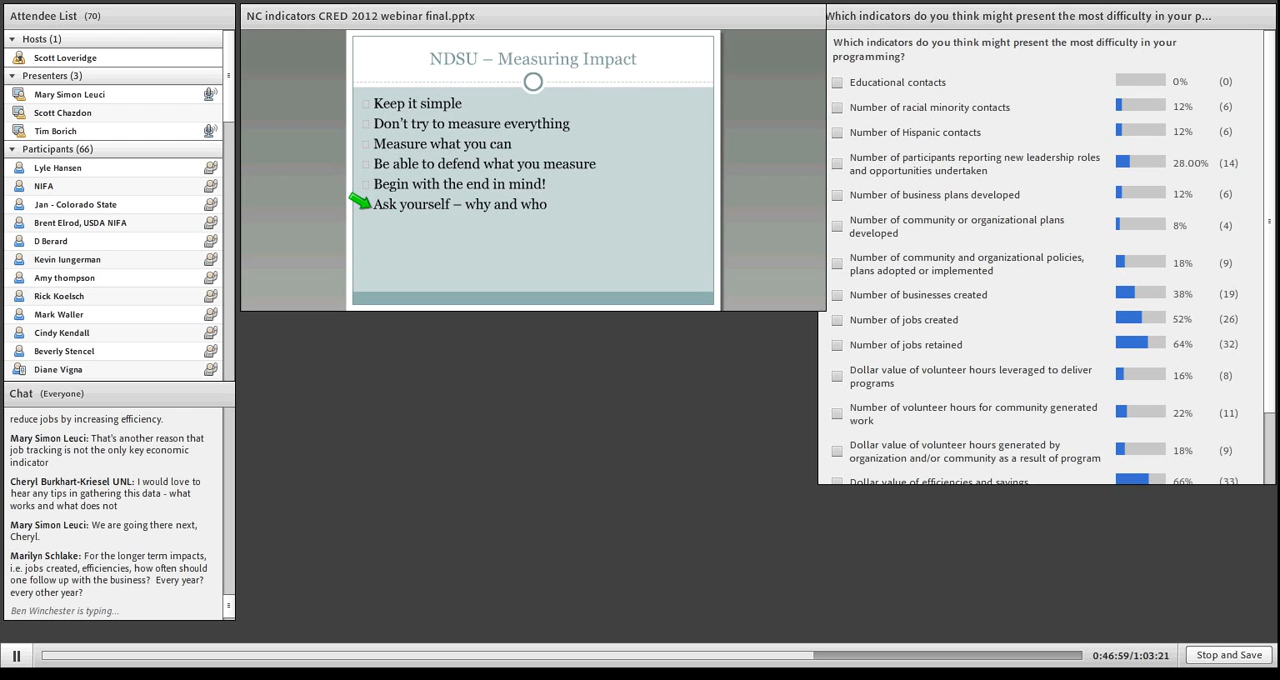 Attendee List (70)
Hosts (1)
Scott Loveridge
Presenters (3)
Mary Simon Leuci
Scott Chazdon
Tim Borich
Participants (66)
Lyle Hansen
NIFA
Jan - Colorado State
Brent Elrod, USDA NIFA
D Berard
Kevin Iungerman
Amy thompson
Rick Koelsch
Mark Waller
Cindy Kendall
Beverly Stencel
Diane Vigna
Chat (Everyone)
reduce jobs by increasing efficiency.
Mary Simon Leuci: That's another reason that
job tracking is not the only key economic
indicator
Cheryl Burkhart-Kriesel UNL: I would love to
hear any tips in gathering this data - what
works and what does not
Mary Simon Leuci: We are going there next,
Cheryl.
Marilyn Schlake: For the longer term impacts,
i.e. jobs created, efficiencies, how often should
one follow up with the business? Every year?
every other year?
Ben Winchester is typing...
NC indicators CRED 2012 webinar final.pptx
NDSU – Measuring Impact
Keep it simple
Don't try to measure everything
Measure what you can
Be able to defend what you measure
Begin with the end in mind!
Ask yourself – why and who
Which indicators do you think might present the most difficulty in your p...
Which indicators do you think might present the most difficulty in your
programming?
Educational contacts 0% (0)
Number of racial minority contacts 12% (6)
Number of Hispanic contacts 12% (6)
Number of participants reporting new leadership roles
and opportunities undertaken 28.00% (14)
Number of business plans developed 12% (6)
Number of community or organizational plans
developed 8% (4)
Number of community and organizational policies,
plans adopted or implemented 18% (9)
Number of businesses created 38% (19)
Number of jobs created 52% (26)
Number of jobs retained 64% (32)
Dollar value of volunteer hours leveraged to deliver
programs 16% (8)
Number of volunteer hours for community generated
work 22% (11)
Dollar value of volunteer hours generated by
organization and/or community as a result of program 18% (9)
Dollar value of efficiencies and savings 66% (33)
0:46:59/1:03:21
Stop and Save